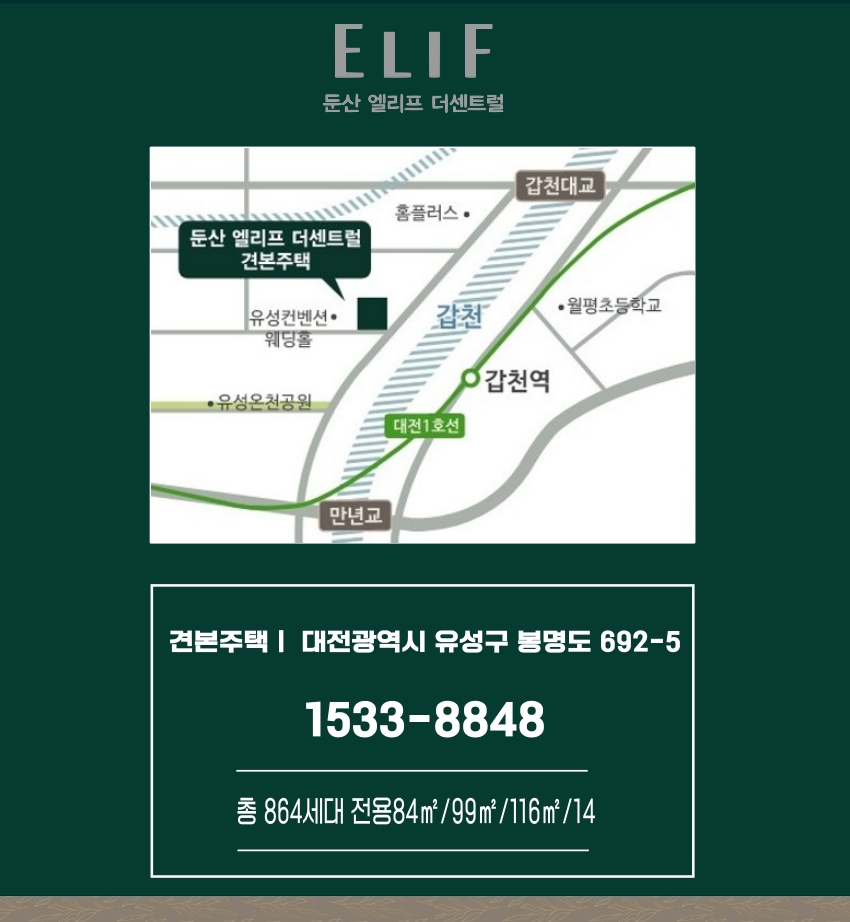 ELIF
둔산 엘리프 더센트럴
갑천대교
홈플러스
둔산 엘리프 더센트럴
견본주택
갑천
월평초등학교
유성컨벤션
웨딩홀
갑천역
유성온천공원
대전1호선
만년교
견본주택ㅣ 대전광역시 유성구 봉명도 692-5
1533-8848
총 864세대 전용84㎡/99㎡/116㎡/14